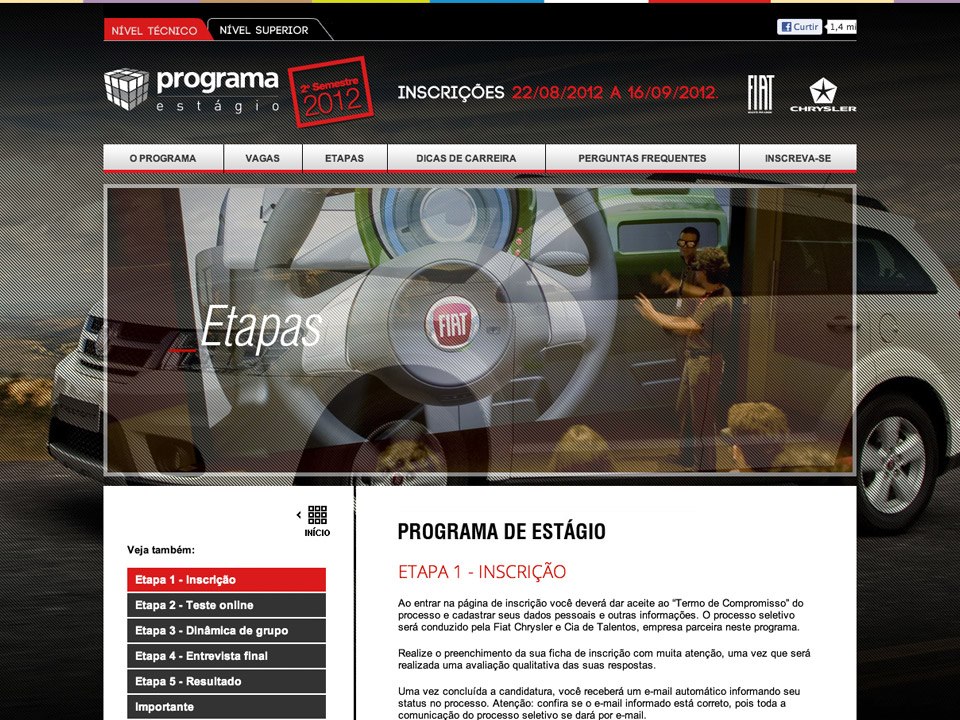 NÍVEL TÉCNICO
NÍVEL SUPERIOR
Curtir
1,4 mi
programa
estágio
2º Semestre
2012
INSCRIÇÕES 22/08/2012 A 16/09/2012.
FIAT
CHRYSLER
O PROGRAMA
VAGAS
ETAPAS
DICAS DE CARREIRA
PERGUNTAS FREQUENTES
INSCREVA-SE
_Etapas
FIAT
INÍCIO
Veja também:
Etapa 1 - Inscrição
Etapa 2 - Teste online
Etapa 3 - Dinâmica de grupo
Etapa 4 - Entrevista final
Etapa 5 - Resultado
Importante
PROGRAMA DE ESTÁGIO
ETAPA 1 - INSCRIÇÃO
Ao entrar na página de inscrição você deverá dar aceite ao "Termo de Compromisso" do
processo e cadastrar seus dados pessoais e outras informações. O processo seletivo
será conduzido pela Fiat Chrysler e Cia de Talentos, empresa parceira neste programa.
Realize o preenchimento da sua ficha de inscrição com muita atenção, uma vez que será
realizada uma avaliação qualitativa das suas respostas.
Uma vez concluída a candidatura, você receberá um e-mail automático informando seu
status no processo. Atenção: confira se o e-mail informado está correto, pois toda a
comunicação do processo seletivo se dará por e-mail.